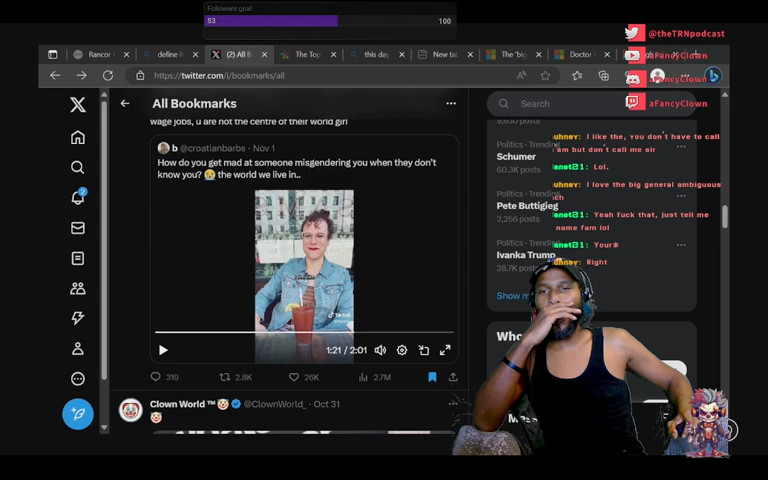 Followers goal
53
100
@theTRNpodcast
aFancyClown
aFancyClown
aFancyClown
Rancor
define
(2) All B
The Top
this day
New tab
The "big
Doctor
https://twitter.com/i/bookmarks/all
All Bookmarks
Search
wage jobs, u are not the centre of their world girl
b @croatianbarbs · Nov 1
How do you get mad at someone misgendering you when they don't
know you? 😭 the world we live in..
TikTok
1:21 / 2:01
319
2.8K
26K
2.7M
Clown World ™ 🤡 @ClownWorld_ · Oct 31
🤡
Politics · Trending
Schumer
60.3K posts
Politics · Trending
Pete Buttigieg
2,256 posts
Politics · Trending
Ivanka Trump
28.7K posts
Show m
Who
Mes
2
I like the, you don't have to call
am but don't call me sir
Lol.
I love the big general ambiguous
Yeah fuck that, just tell me
name fam lol
Your*
Right